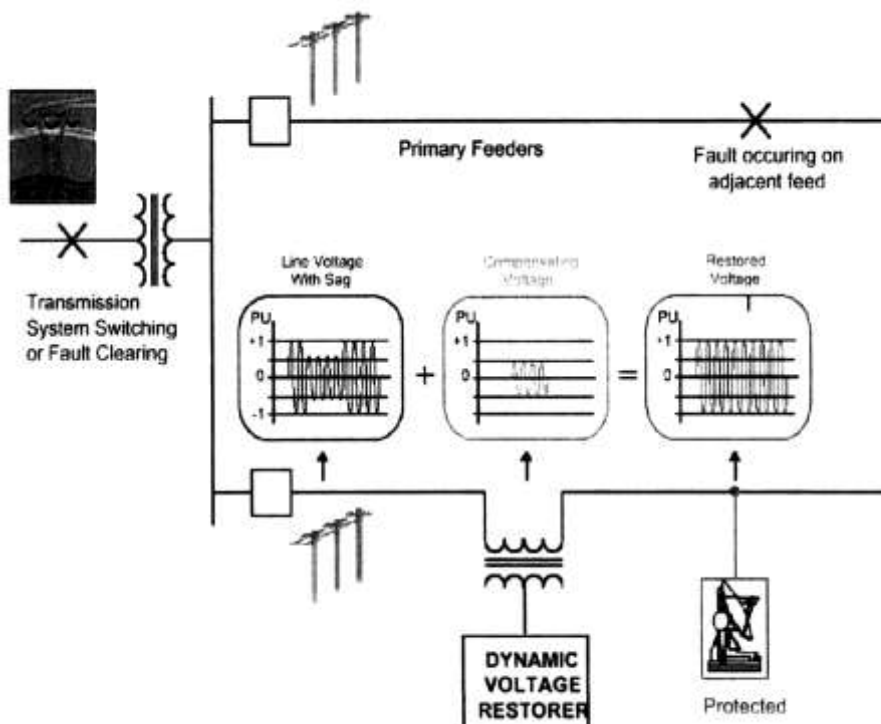 Primary Feeders
Fault occuring on
adjacent feed
Transmission
System Switching
or Fault Clearing
Line Voltage
With Sag
PU
+1
0
-1
+
Compensating
Voltage
PU
+1
0
=
Restored
Voltage
PU
+1
0
-1
DYNAMIC
VOLTAGE
RESTORER
Protected